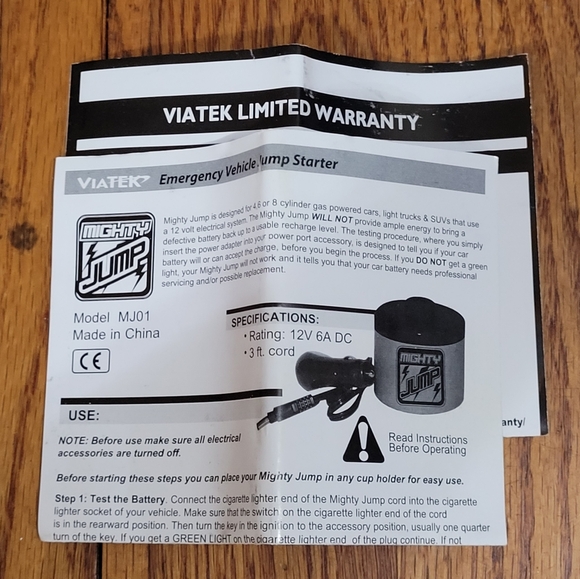 VIATEK LIMITED WARRANTY
VIATEK Emergency Vehicle Jump Starter
MIGHTY
JUMP
Mighty Jump is designed for 4,6 or 8 cylinder gas powered cars, light trucks & SUVs that use
a 12 volt electrical system. The Mighty Jump WILL NOT provide ample energy to bring a
defective battery back up to a usable recharge level. The testing procedure, where you simply
insert the power adapter into your power port accessory, is designed to tell you if your car
battery will or can accept the charge, before you begin the process. If you DO NOT get a green
light, your Mighty Jump will not work and it tells you that your car battery needs professional
servicing and/or possible replacement.
Model MJ01
Made in China
CE
SPECIFICATIONS:
• Rating: 12V 6A DC
• 3 ft. cord
MIGHTY
JUMP
USE:
Read Instructions
Before Operating
NOTE: Before use make sure all electrical
accessories are turned off.
Before starting these steps you can place your Mighty Jump in any cup holder for easy use.
Step 1: Test the Battery. Connect the cigarette lighter end of the Mighty Jump cord into the cigarette
lighter socket of your vehicle. Make sure that the switch on the cigarette lighter end of the cord
is in the rearward position. Then turn the key in the ignition to the accessory position, usually one quarter
turn of the key. If you get a GREEN LIGHT on the cigarette lighter end of the plug continue. If not